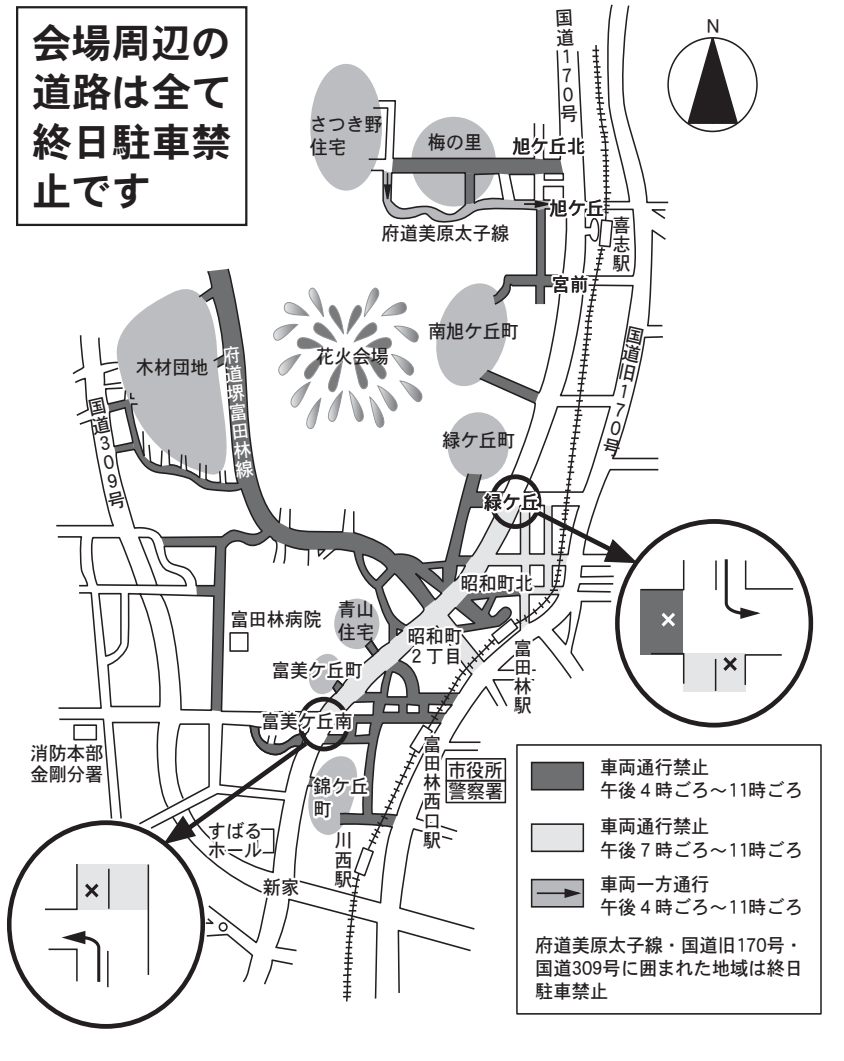 会場周辺の
道路は全て
終日駐車禁
止です
N
国道170号
さつき野
住宅
梅の里
旭ケ丘北
旭ケ丘
府道美原太子線
喜志駅
宮前
南旭ケ丘町
花火会場
木材団地
府道堺富田林線
国道309号
国道旧170号
緑ケ丘町
緑ケ丘
昭和町北
青山
住宅
昭和町
2丁目
富田林病院
富田林駅
富美ケ丘町
富美ケ丘南
消防本部
金剛分署
富田林西口駅
市役所
警察署
錦ケ丘
町
すばる
ホール
川西駅
新家
車両通行禁止
午後4時ごろ~11時ごろ
車両通行禁止
午後7時ごろ~11時ごろ
車両一方通行
午後4時ごろ~11時ごろ
府道美原太子線・国道旧170号・
国道309号に囲まれた地域は終日
駐車禁止